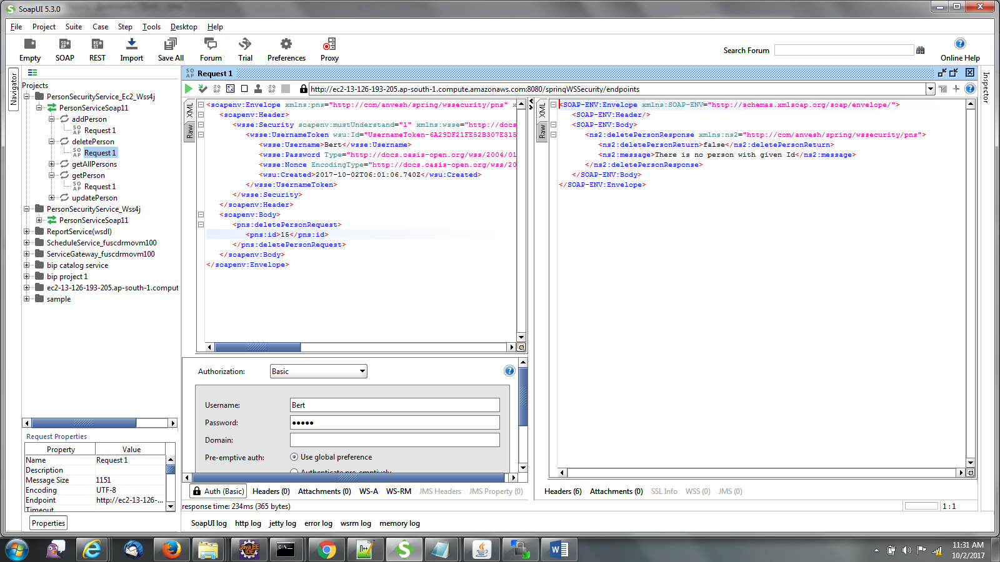 SoapUI 5.3.0
File Project Suite Case Step Tools Desktop Help
Empty SOAP REST Import Save All Forum Trial Preferences Proxy
Search Forum
Online Help
Navigator
Projects
PersonSecurityService_Ec2_Wss4j
PersonServiceSoap11
addPerson
Request 1
deletePerson
Request 1
getAllPersons
getPerson
Request 1
updatePerson
PersonSecurityService_Wss4j
PersonServiceSoap11
ReportService(wsdl)
ScheduleService_fuscdrmovm100
ServiceGateway_fuscdrmovm100
bip catalog service
bip project 1
ec2-13-126-193-205.ap-south-1.comput
sample
Request Properties
Property Value
Name Request 1
Description
Message Size 1151
Encoding UTF-8
Endpoint http://ec2-13-126-...
Timeout
Properties
Request 1
http://ec2-13-126-193-205.ap-south-1.compute.amazonaws.com:8080/springWSSecurity/endpoints
XML
Raw
<soapenv:Envelope xmlns:pns="http://com/anvesh/spring/wssecurity/pns" x
<soapenv:Header>
<wsse:Security soapenv:mustUnderstand="1" xmlns:wsse="http://docs
<wsse:UsernameToken wsu:Id="UsernameToken-6A29DF21FE52B307E315
<wsse:Username>Bert</wsse:Username>
<wsse:Password Type="http://docs.oasis-open.org/wss/2004/01
<wsse:Nonce EncodingType="http://docs.oasis-open.org/wss/20
<wsu:Created>2017-10-02T06:01:06.740Z</wsu:Created>
</wsse:UsernameToken>
</wsse:Security>
</soapenv:Header>
<soapenv:Body>
<pns:deletePersonRequest>
<pns:id>15</pns:id>
</pns:deletePersonRequest>
</soapenv:Body>
</soapenv:Envelope>
XML
Raw
<SOAP-ENV:Envelope xmlns:SOAP-ENV="http://schemas.xmlsoap.org/soap/envelope/">
<SOAP-ENV:Header/>
<SOAP-ENV:Body>
<ns2:deletePersonResponse xmlns:ns2="http://com/anvesh/spring/wssecurity/pns">
<ns2:deletePersonReturn>false</ns2:deletePersonReturn>
<ns2:message>There is no person with given Id</ns2:message>
</ns2:deletePersonResponse>
</SOAP-ENV:Body>
</SOAP-ENV:Envelope>
Inspector
Authorization: Basic
Username: Bert
Password: •••••
Domain:
Pre-emptive auth: Use global preference
Authenticate pre-emptively
Auth (Basic) Headers (0) Attachments (0) WS-A WS-RM JMS Headers JMS Property (0)
Headers (6) Attachments (0) SSL Info WSS (0) JMS (0)
response time: 234ms (365 bytes)
1 : 1
SoapUI log http log jetty log error log wsrm log memory log
11:31 AM
10/2/2017